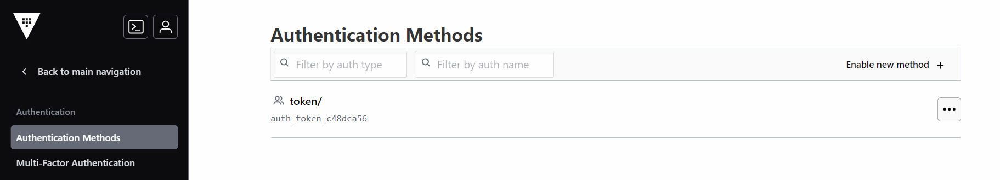 Back to main navigation
Authentication
Authentication Methods
Multi-Factor Authentication
Authentication Methods
Filter by auth type
Filter by auth name
Enable new method +
token/
auth_token_c48dca56